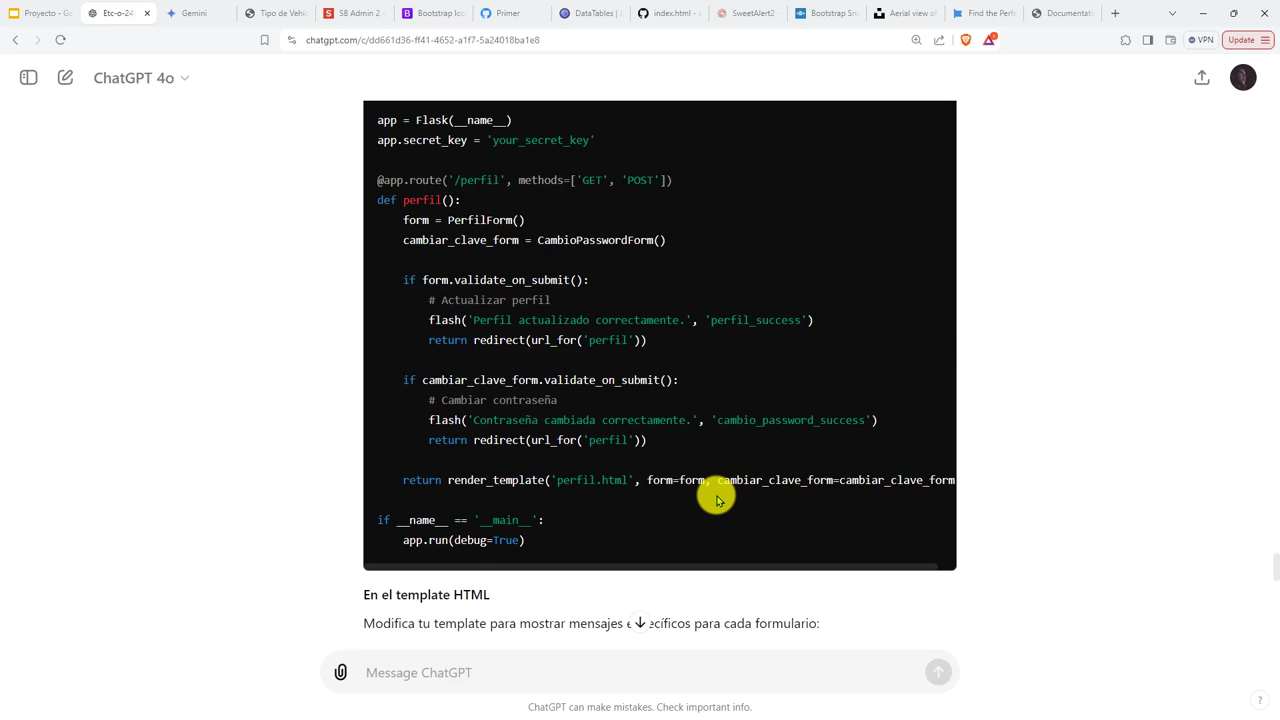 Proyecto - G
Etc-o-24
Gemini
Tipo de Vehi
SB Admin 2 -
Bootstrap Ico
Primer
DataTables |
index.html -
SweetAlert2 -
Bootstrap Sn
Aerial view of
Find the Perf
Documentati
chatgpt.com/c/dd661d36-ff41-4652-a1f7-5a24018ba1e8
VPN
Update
ChatGPT 4o
app = Flask(__name__)
app.secret_key = 'your_secret_key'
@app.route('/perfil', methods=['GET', 'POST'])
def perfil():
form = PerfilForm()
cambiar_clave_form = CambioPasswordForm()
if form.validate_on_submit():
# Actualizar perfil
flash('Perfil actualizado correctamente.', 'perfil_success')
return redirect(url_for('perfil'))
if cambiar_clave_form.validate_on_submit():
# Cambiar contraseña
flash('Contraseña cambiada correctamente.', 'cambio_password_success')
return redirect(url_for('perfil'))
return render_template('perfil.html', form=form, cambiar_clave_form=cambiar_clave_form
if __name__ == '__main__':
app.run(debug=True)
En el template HTML
Modifica tu template para mostrar mensajes e ecíficos para cada formulario:
Message ChatGPT
ChatGPT can make mistakes. Check important info.
?